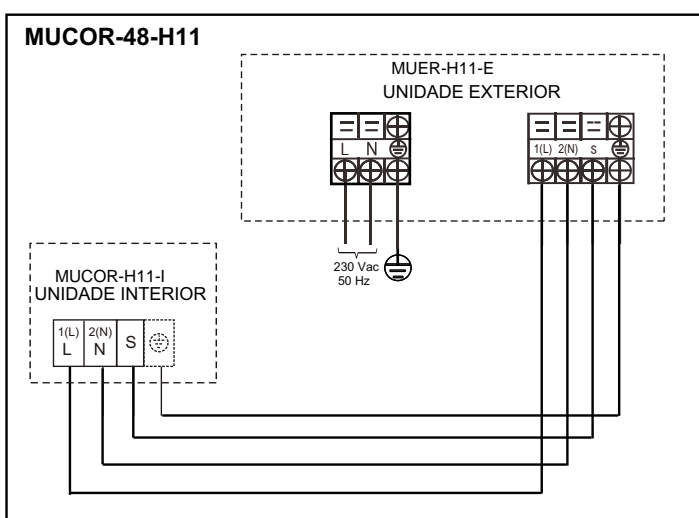 MUCOR-48-H11
MUER-H11-E
UNIDADE EXTERIOR
L N
1(L) 2(N) S
230 Vac
50 Hz
MUCOR-H11-I
UNIDADE INTERIOR
1(L) 2(N)
L N S